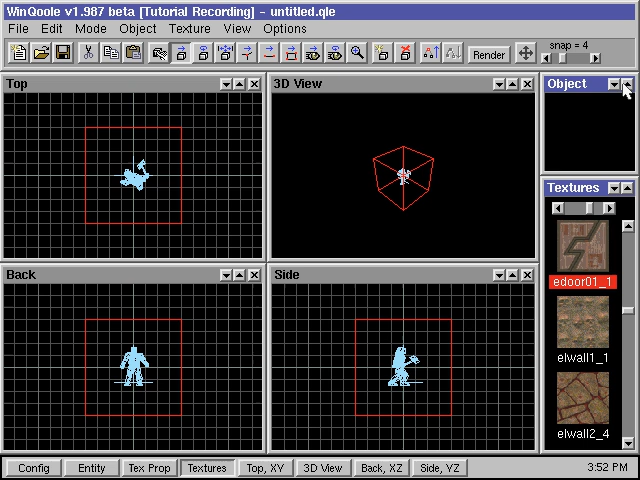 WinQoole v1.987 beta [Tutorial Recording] - untitled.qle
File Edit Mode Object Texture View Options
Render
snap = 4
Top
3D View
Object
Textures
edoor01_1
Back
Side
elwall1_1
elwall2_4
Config Entity Tex Prop Textures Top, XY 3D View Back, XZ Side, YZ 3:52 PM